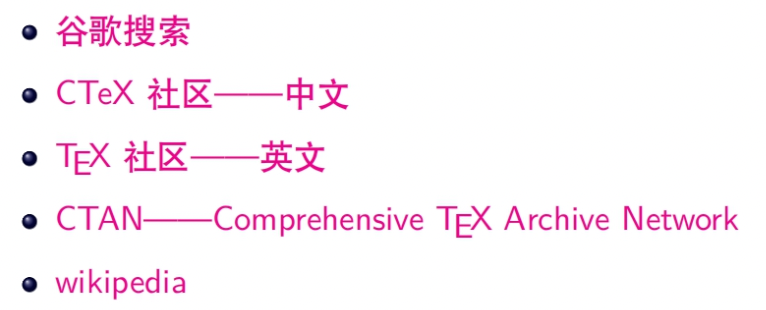 谷歌搜索
CTeX 社区——中文
TEX 社区——英文
CTAN——Comprehensive TEX Archive Network
wikipedia